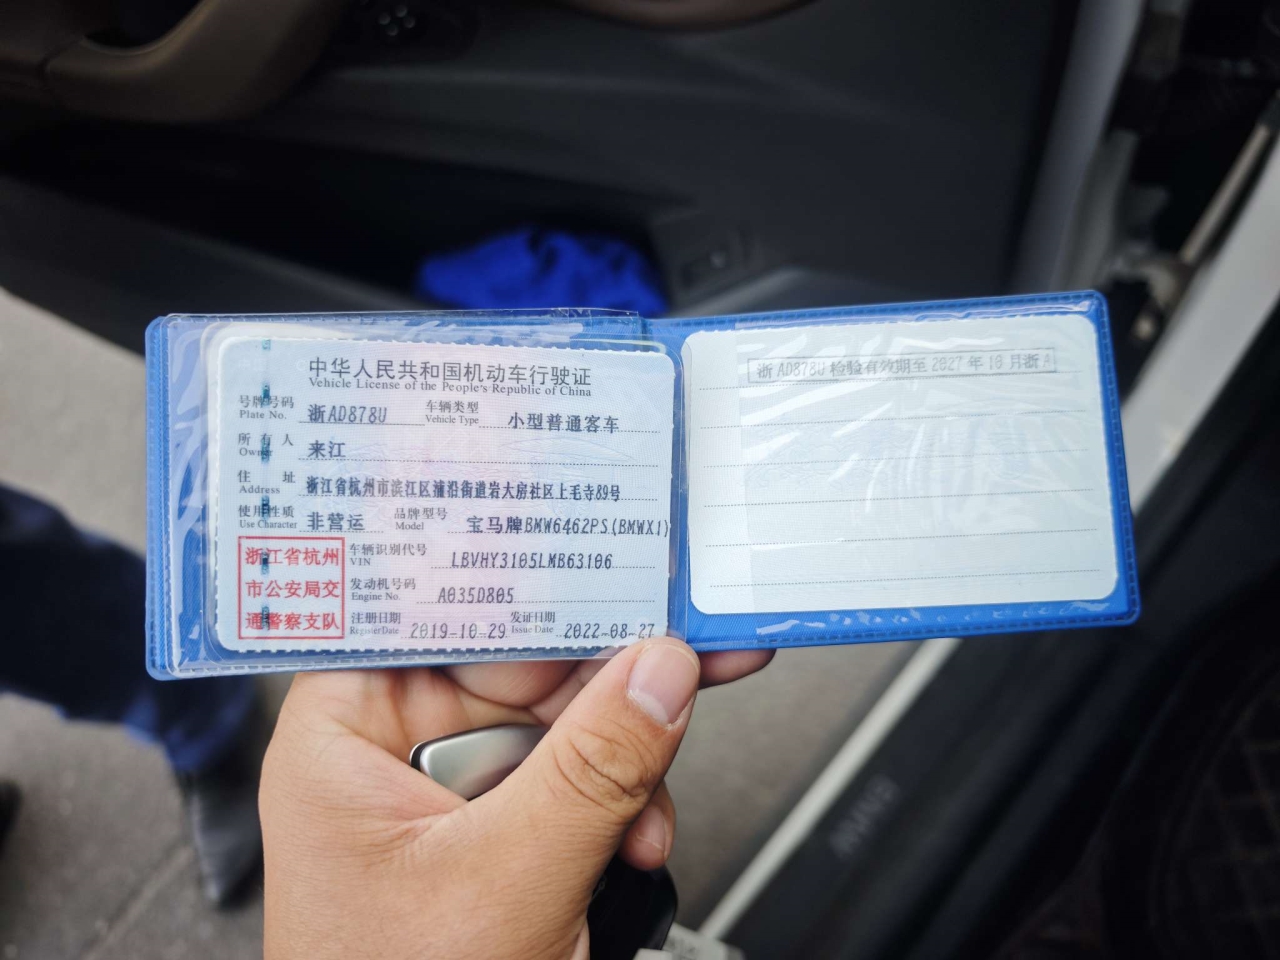 中华人民共和国机动车行驶证
Vehicle License of the People's Republic of China
号牌号码 浙AD878U 车辆类型 小型普通客车
Plate No. Vehicle Type
所有人 来江
Owner
住址 浙江省杭州市滨江区浦沿街道岩大房社区上毛寺89号
Address
使用性质 非营运 品牌型号 宝马牌BMW6462PS(BMWX1)
Use Character Model
浙江省杭州
市公安局交
通警察支队
车辆识别代号 LBVHY3105LMB63106
VIN
发动机号码 A035D805
Engine No.
注册日期 2019-10-29 发证日期 2022-08-27
Register Date Issue Date
浙AD878U 检验有效期至 2027 年 10 月浙A